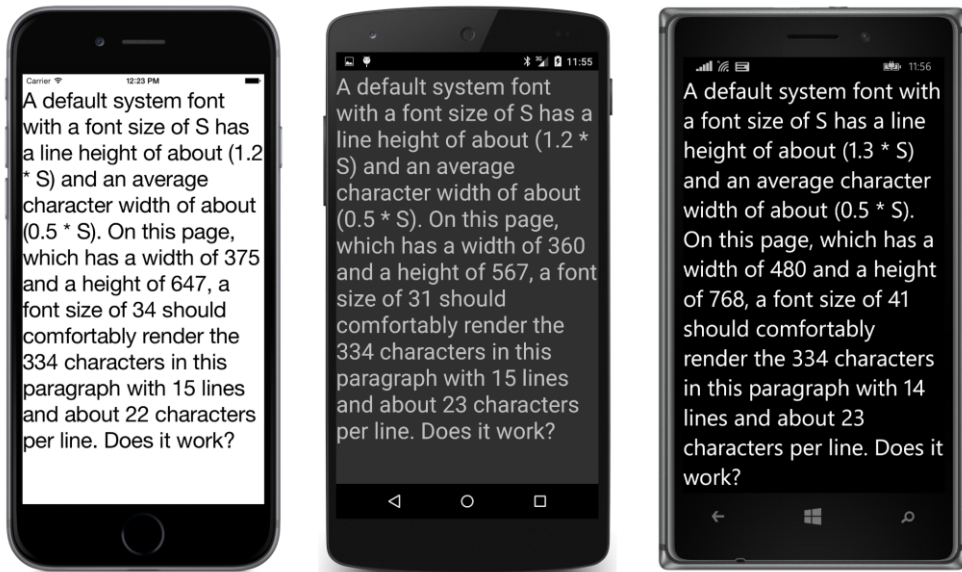 Carrier 12:23 PM
A default system font
with a font size of S has
a line height of about (1.2
* S) and an average
character width of about
(0.5 * S). On this page,
which has a width of 375
and a height of 647, a
font size of 34 should
comfortably render the
334 characters in this
paragraph with 15 lines
and about 22 characters
per line. Does it work?
3G 11:55
A default system font
with a font size of S has a
line height of about (1.2 *
S) and an average
character width of about
(0.5 * S). On this page,
which has a width of 360
and a height of 567, a font
size of 31 should
comfortably render the
334 characters in this
paragraph with 15 lines
and about 23 characters
per line. Does it work?
11:56
A default system font with
a font size of S has a line
height of about (1.3 * S)
and an average character
width of about (0.5 * S).
On this page, which has a
width of 480 and a height
of 768, a font size of 41
should comfortably
render the 334 characters
in this paragraph with 14
lines and about 23
characters per line. Does it
work?